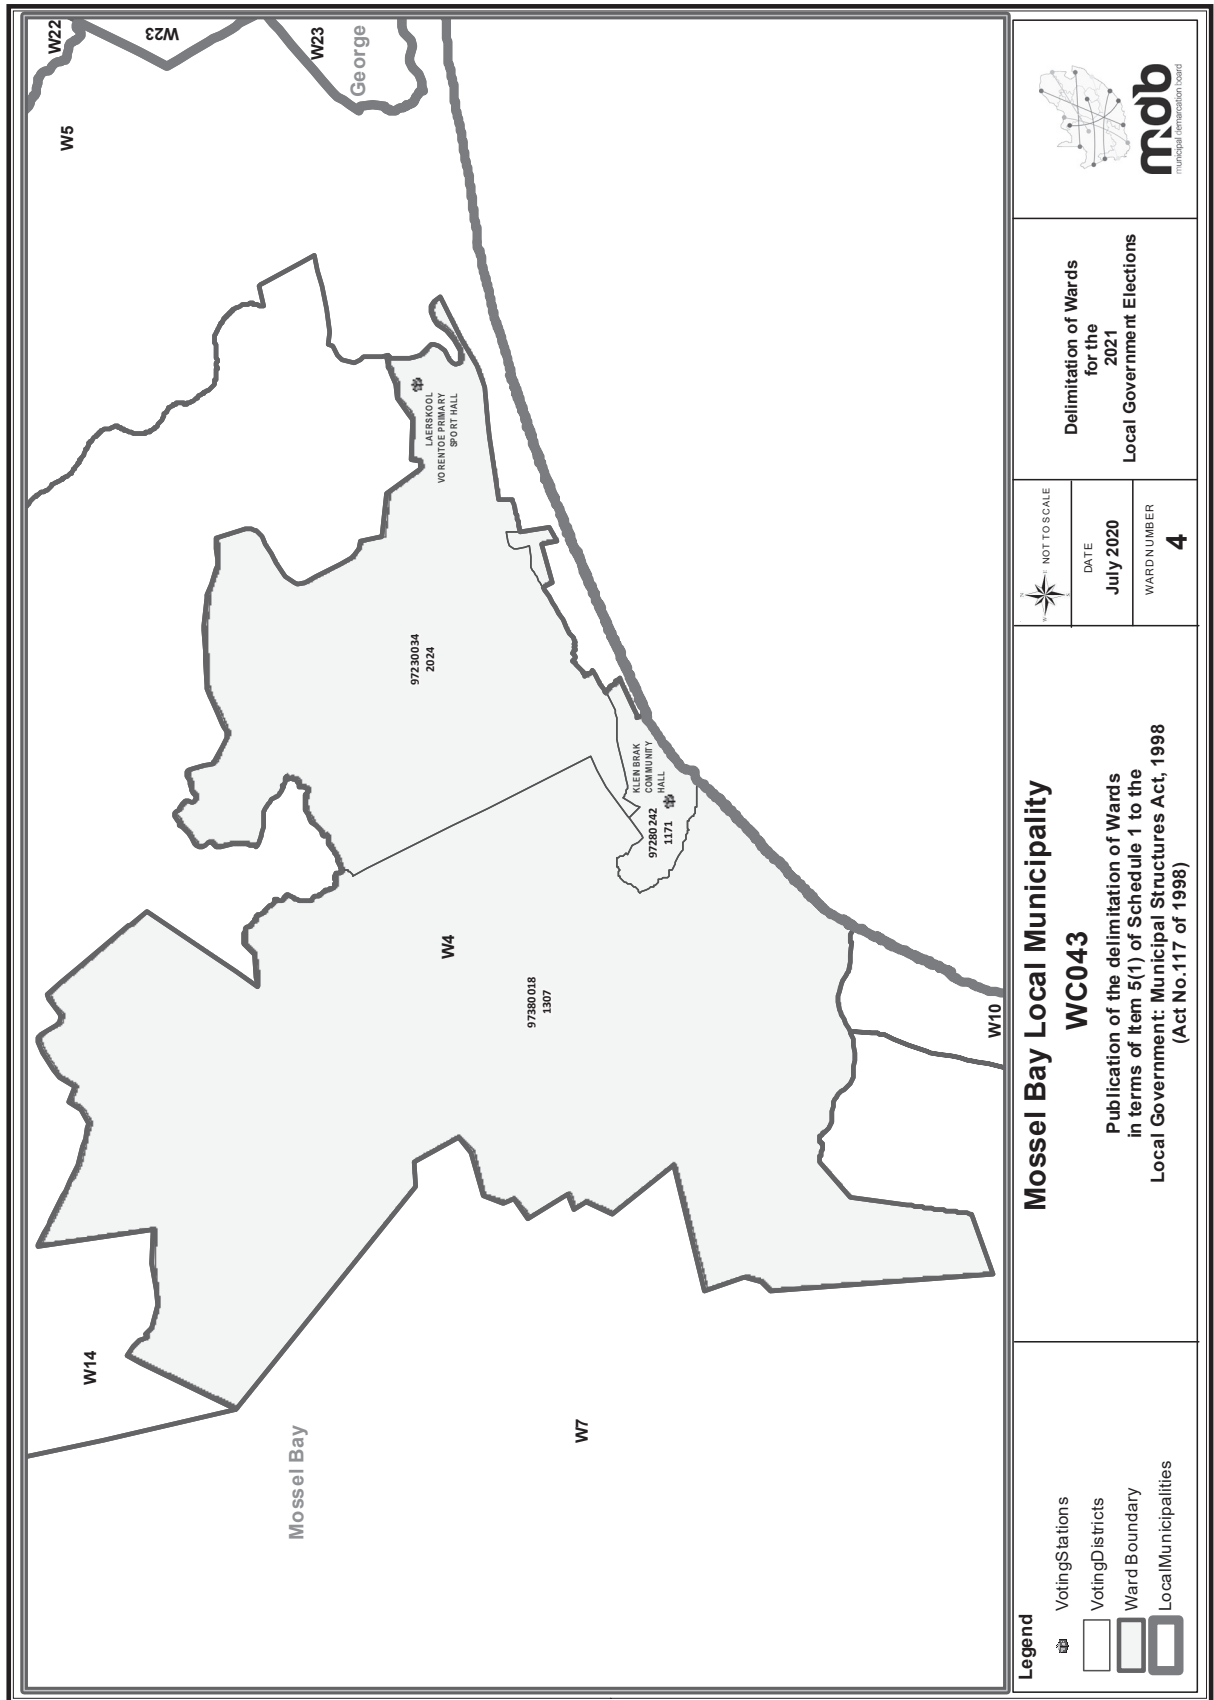 W22
W23
W23
George
W5
LAERSKOOL
VORENTOE PRIMARY
SPORT HALL
97230034
2024
KLEIN BRAK
COMMUNITY
HALL
97280242
1171
W4
97380018
1307
W10
W14
W7
Mossel Bay
Legend
VotingStations
VotingDistricts
Ward Boundary
LocalMunicipalities
Mossel Bay Local Municipality
WC043
Publication of the delimitation of Wards
in terms of Item 5(1) of Schedule 1 to the
Local Government: Municipal Structures Act, 1998
(Act No.117 of 1998)
N
W E
S
NOT TO SCALE
DATE
July 2020
WARD NUMBER
4
Delimitation of Wards
for the
2021
Local Government Elections
mdb
municipal demarcation board